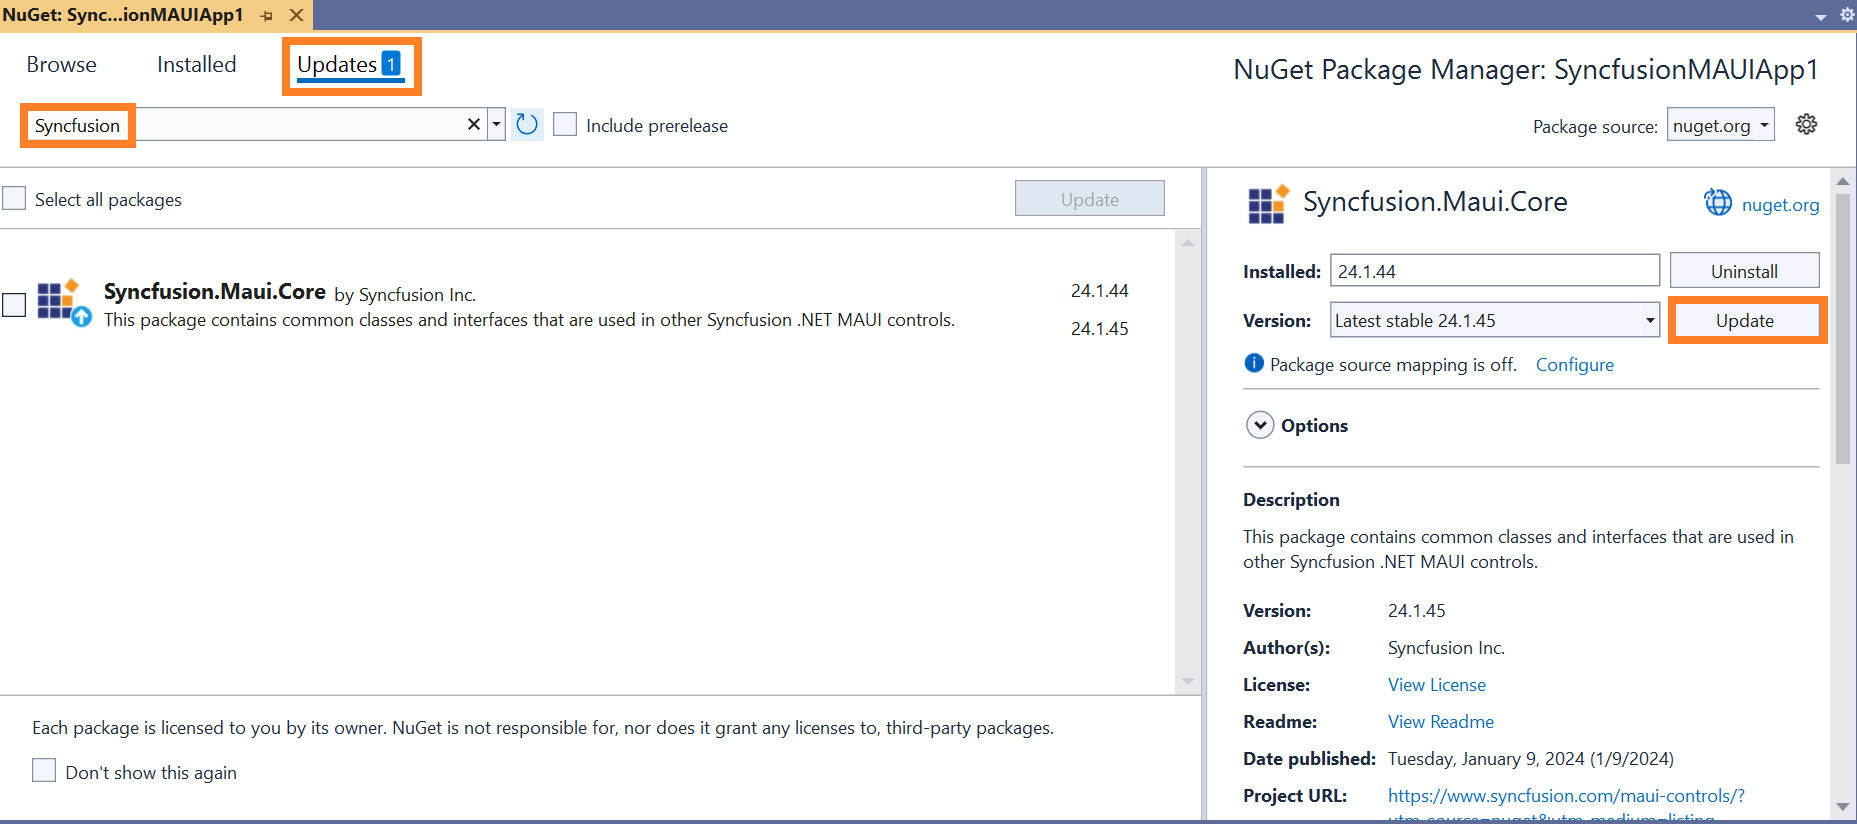 NuGet: Sync...ionMAUIApp1
Browse
Installed
Updates 1
NuGet Package Manager: SyncfusionMAUIApp1
Syncfusion
Include prerelease
Package source: nuget.org
Select all packages
Update
Syncfusion.Maui.Core by Syncfusion Inc.
24.1.44
This package contains common classes and interfaces that are used in other Syncfusion .NET MAUI controls.
24.1.45
Each package is licensed to you by its owner. NuGet is not responsible for, nor does it grant any licenses to, third-party packages.
Don't show this again
Syncfusion.Maui.Core
nuget.org
Installed: 24.1.44
Uninstall
Version: Latest stable 24.1.45
Update
Package source mapping is off. Configure
Options
Description
This package contains common classes and interfaces that are used in
other Syncfusion .NET MAUI controls.
Version: 24.1.45
Author(s): Syncfusion Inc.
License: View License
Readme: View Readme
Date published: Tuesday, January 9, 2024 (1/9/2024)
Project URL: https://www.syncfusion.com/maui-controls/?
utm_source=nuget&utm_medium=listing